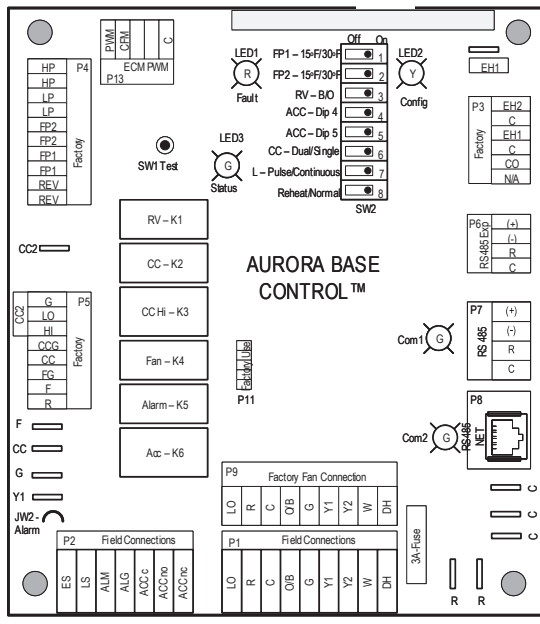 Off On
PWM
CFM
C
ECM PWM
P13
LED1
R
Fault
FP1 – 15ºF/30ºF 1
FP2 – 15ºF/30ºF 2
RV – B/O 3
ACC – Dip 4 4
ACC – Dip 5 5
CC – Dual/Single 6
L – Pulse/Continuous 7
Reheat/Normal 8
SW2
LED2
Y
Config
EH1
P4
Factory
HP
HP
LP
LP
FP2
FP2
FP1
FP1
REV
REV
SW1 Test
LED3
G
Status
P3
Factory
EH2
C
EH1
C
CO
N/A
RV – K1
CC – K2
CC Hi – K3
Fan – K4
Alarm – K5
Acc – K6
CC2
AURORA BASE
CONTROL™
P6
RS485 Exp
(+)
(-)
R
C
CC2
P5
Factory
G
LO
HI
CCG
CC
FG
F
R
Factory Use
P11
Com1
G
P7
RS 485
(+)
(-)
R
C
Com2
G
P8
RS485
NET
F
CC
G
Y1
JW2 -
Alarm
P9
Factory Fan Connection
LO R C O/B G Y1 Y2 W DH
P2
Field Connections
ES LS ALM ALG ACC c ACC no ACC nc
P1
Field Connections
LO R C O/B G Y1 Y2 W DH
3A-Fuse
C
C
C
R R